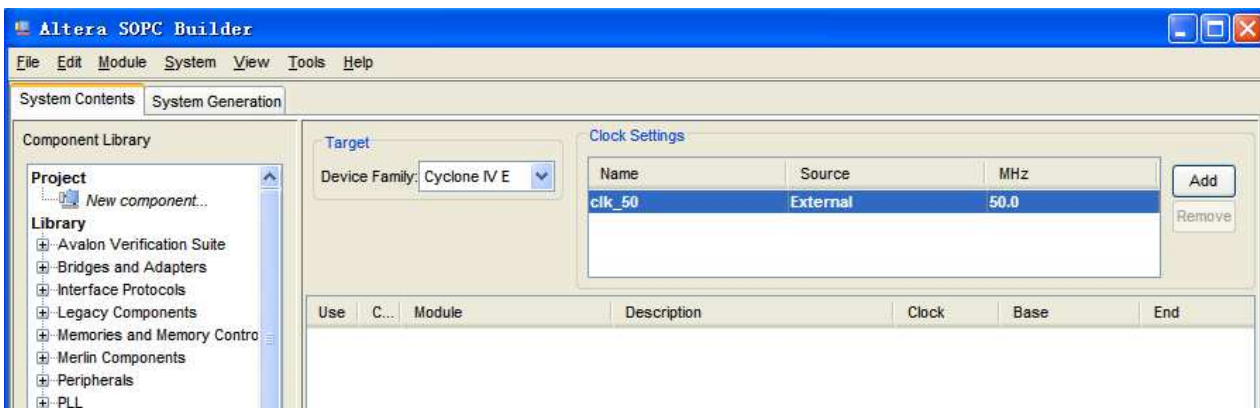 Altera SOPC Builder
File Edit Module System View Tools Help
System Contents System Generation
Component Library
Target
Clock Settings
Device Family: Cyclone IV E
Name Source MHz
Add
clk_50 External 50.0
Remove
Project
New component...
Library
Avalon Verification Suite
Bridges and Adapters
Interface Protocols
Legacy Components
Memories and Memory Contro
Merlin Components
Peripherals
PLL
Use C... Module Description Clock Base End